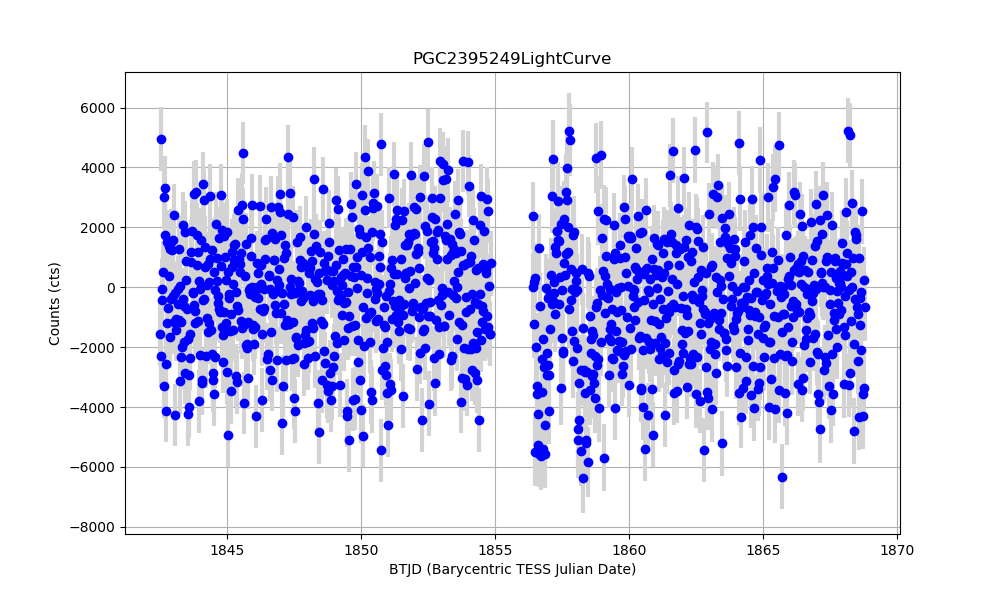 PGC2395249LightCurve
6000
4000
2000
0
−2000
−4000
−6000
−8000
Counts (cts)
1845 1850 1855 1860 1865 1870
BTJD (Barycentric TESS Julian Date)